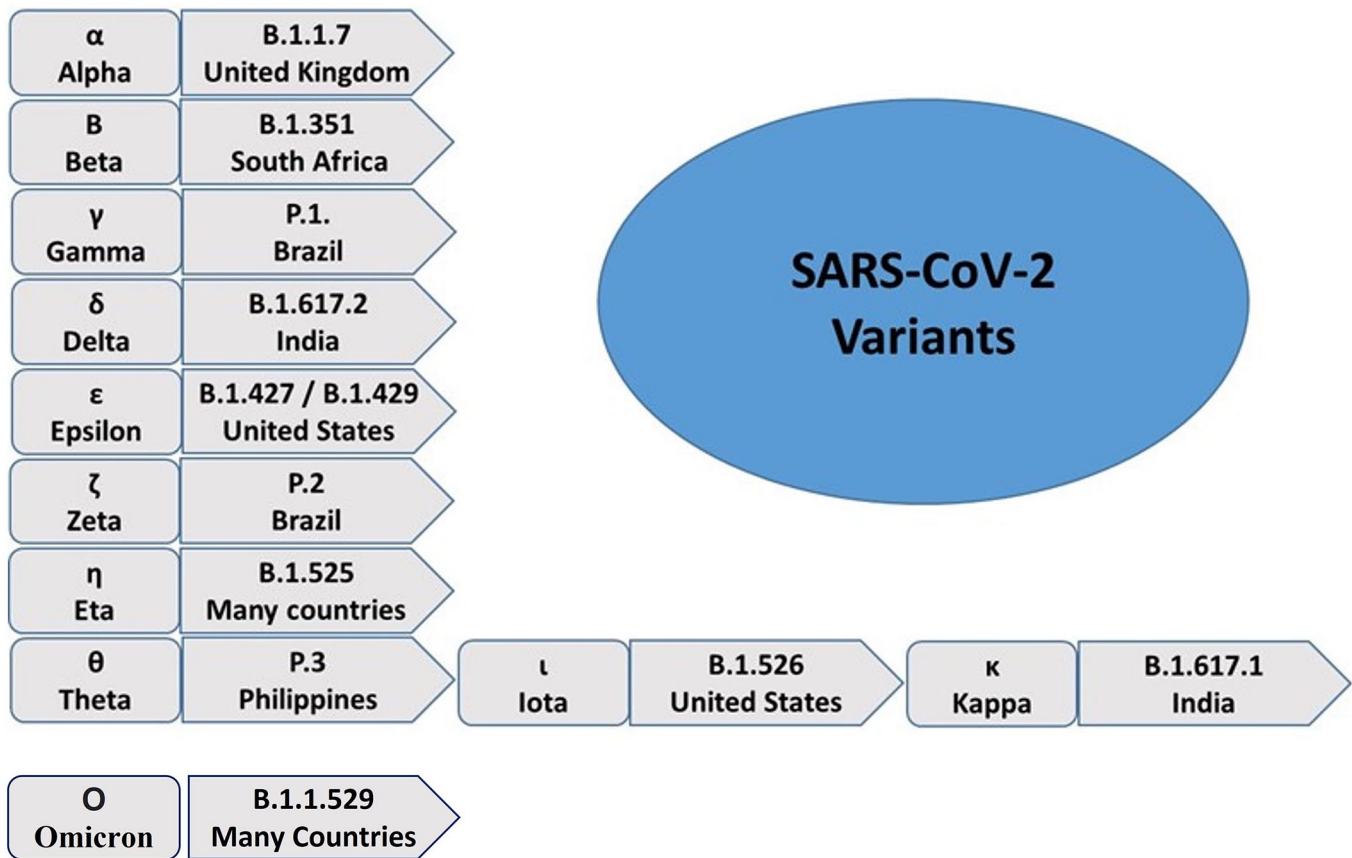 α
Alpha
B.1.1.7
United Kingdom
Β
Beta
B.1.351
South Africa
γ
Gamma
P.1.
Brazil
δ
Delta
B.1.617.2
India
ε
Epsilon
B.1.427 / B.1.429
United States
ζ
Zeta
P.2
Brazil
η
Eta
B.1.525
Many countries
θ
Theta
P.3
Philippines
ι
Iota
B.1.526
United States
κ
Kappa
B.1.617.1
India
Ο
Omicron
B.1.1.529
Many Countries
SARS-CoV-2
Variants